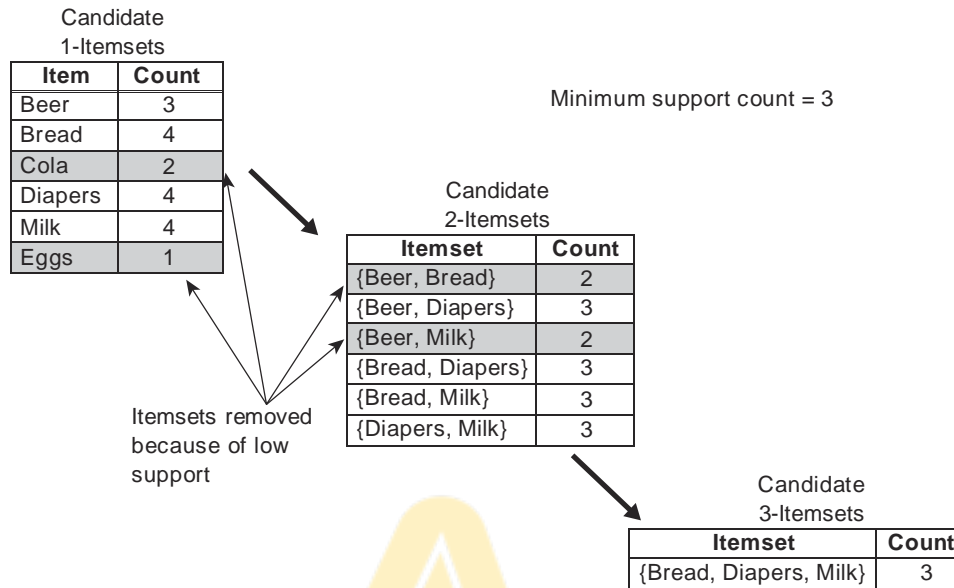 Candidate
1-Itemsets
Item Count
Beer 3
Bread 4
Cola 2
Diapers 4
Milk 4
Eggs 1
Minimum support count = 3
Candidate
2-Itemsets
Itemset Count
{Beer, Bread} 2
{Beer, Diapers} 3
{Beer, Milk} 2
{Bread, Diapers} 3
{Bread, Milk} 3
{Diapers, Milk} 3
Itemsets removed
because of low
support
Candidate
3-Itemsets
Itemset Count
{Bread, Diapers, Milk} 3